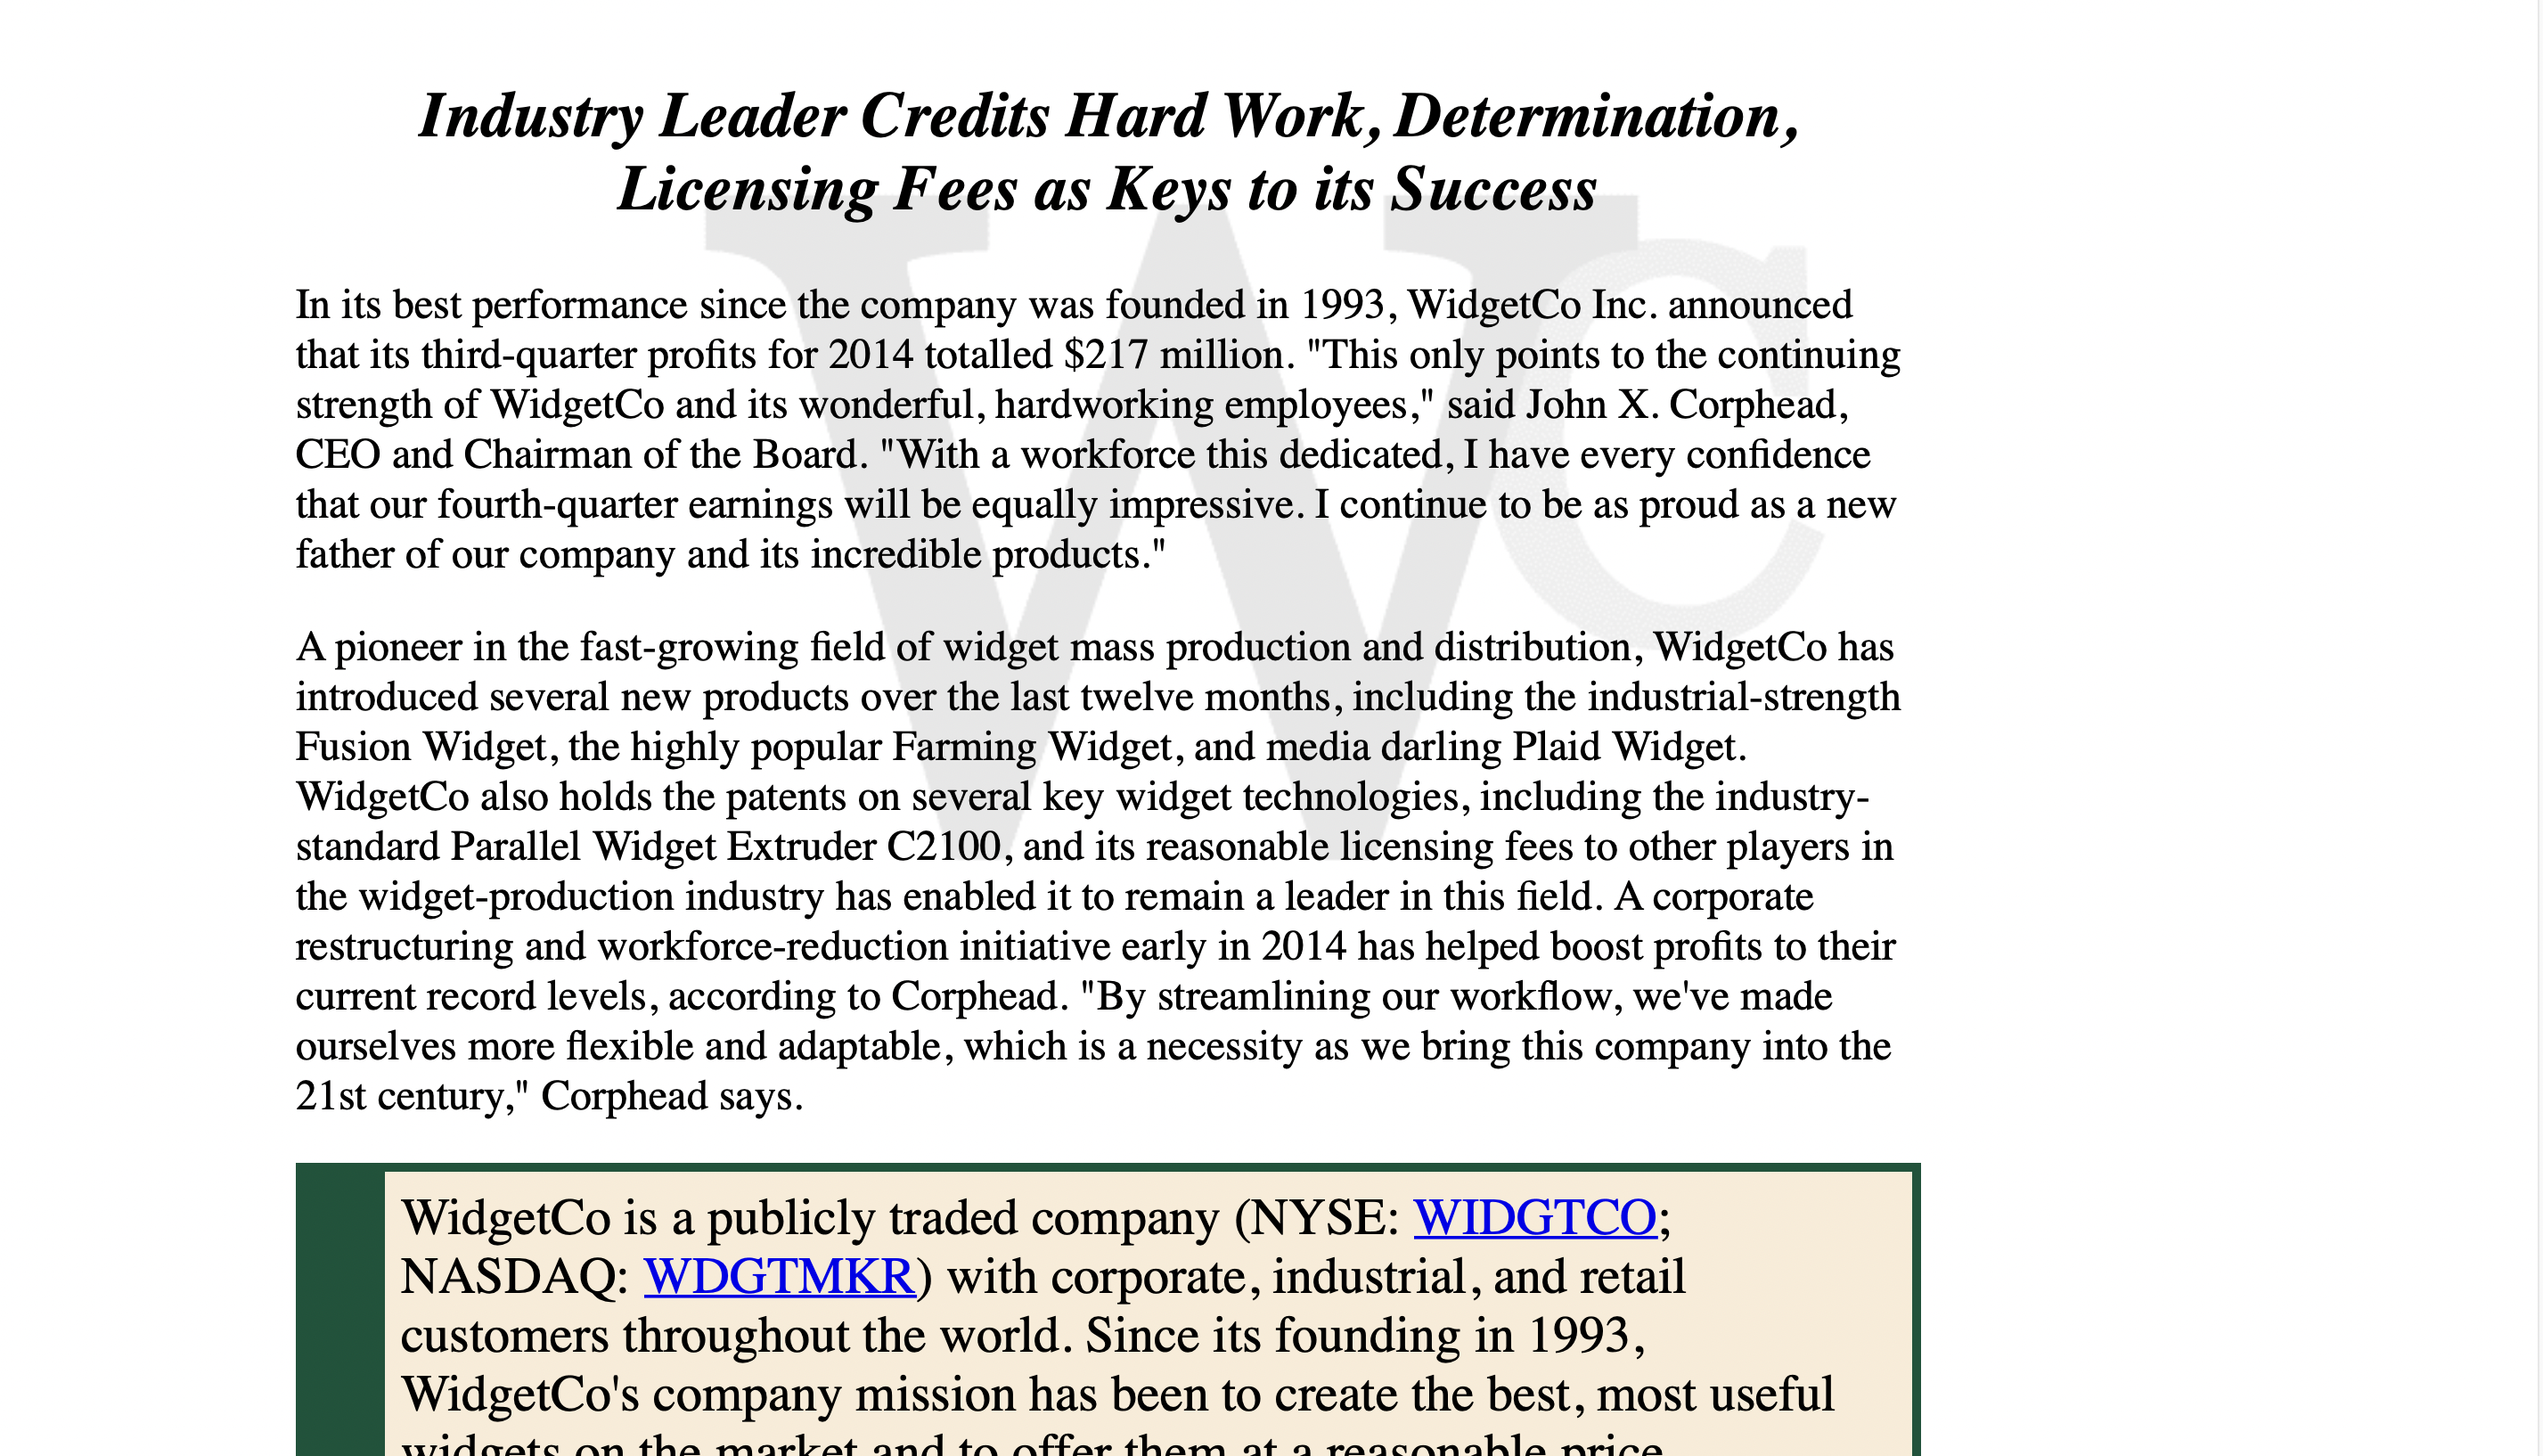 Industry Leader Credits Hard Work, Determination,
Licensing Fees as Keys to its Success
In its best performance since the company was founded in 1993, WidgetCo Inc. announced
that its third-quarter profits for 2014 totalled $217 million. "This only points to the continuing
strength of WidgetCo and its wonderful, hardworking employees," said John X. Corphead,
CEO and Chairman of the Board. "With a workforce this dedicated, I have every confidence
that our fourth-quarter earnings will be equally impressive. I continue to be as proud as a new
father of our company and its incredible products."
A pioneer in the fast-growing field of widget mass production and distribution, WidgetCo has
introduced several new products over the last twelve months, including the industrial-strength
Fusion Widget, the highly popular Farming Widget, and media darling Plaid Widget.
WidgetCo also holds the patents on several key widget technologies, including the industry-
standard Parallel Widget Extruder C2100, and its reasonable licensing fees to other players in
the widget-production industry has enabled it to remain a leader in this field. A corporate
restructuring and workforce-reduction initiative early in 2014 has helped boost profits to their
current record levels, according to Corphead. "By streamlining our workflow, we've made
ourselves more flexible and adaptable, which is a necessity as we bring this company into the
21st century," Corphead says.
WidgetCo is a publicly traded company (NYSE: WIDGTCO;
NASDAQ: WDGTMKR) with corporate, industrial, and retail
customers throughout the world. Since its founding in 1993,
WidgetCo's company mission has been to create the best, most useful
widgets on the market and to offer them at a reasonable price.
WC